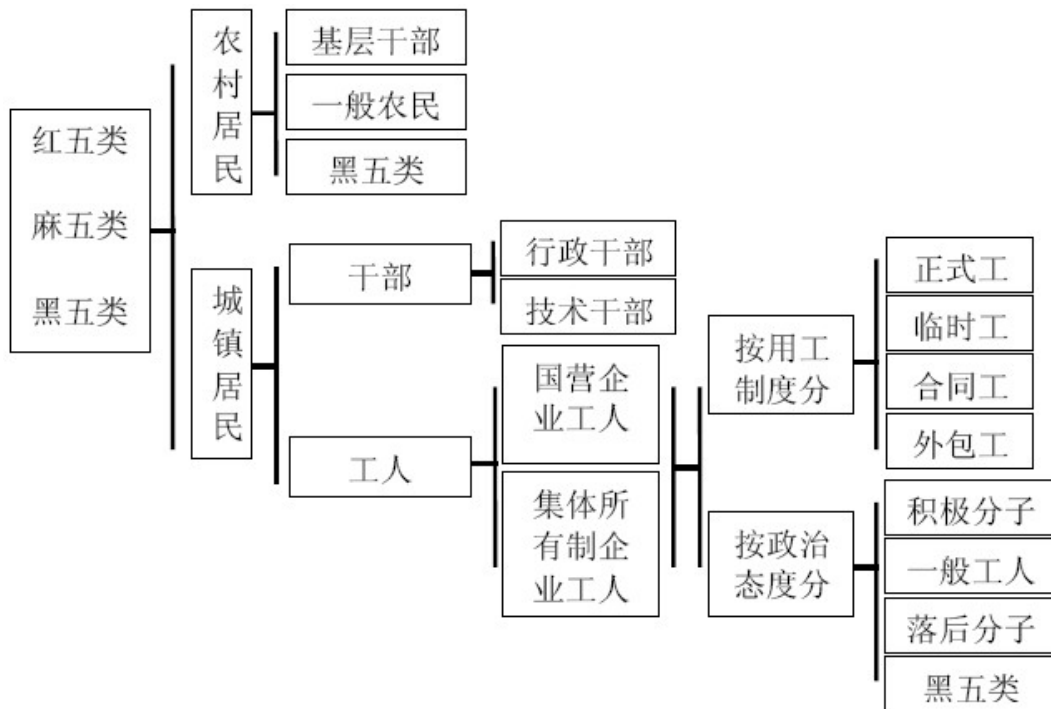 红五类
麻五类
黑五类
农
村
居
民
基层干部
一般农民
黑五类
城
镇
居
民
干部
行政干部
技术干部
工人
国营企
业工人
集体所
有制企
业工人
按用工
制度分
正式工
临时工
合同工
外包工
按政治
态度分
积极分子
一般工人
落后分子
黑五类